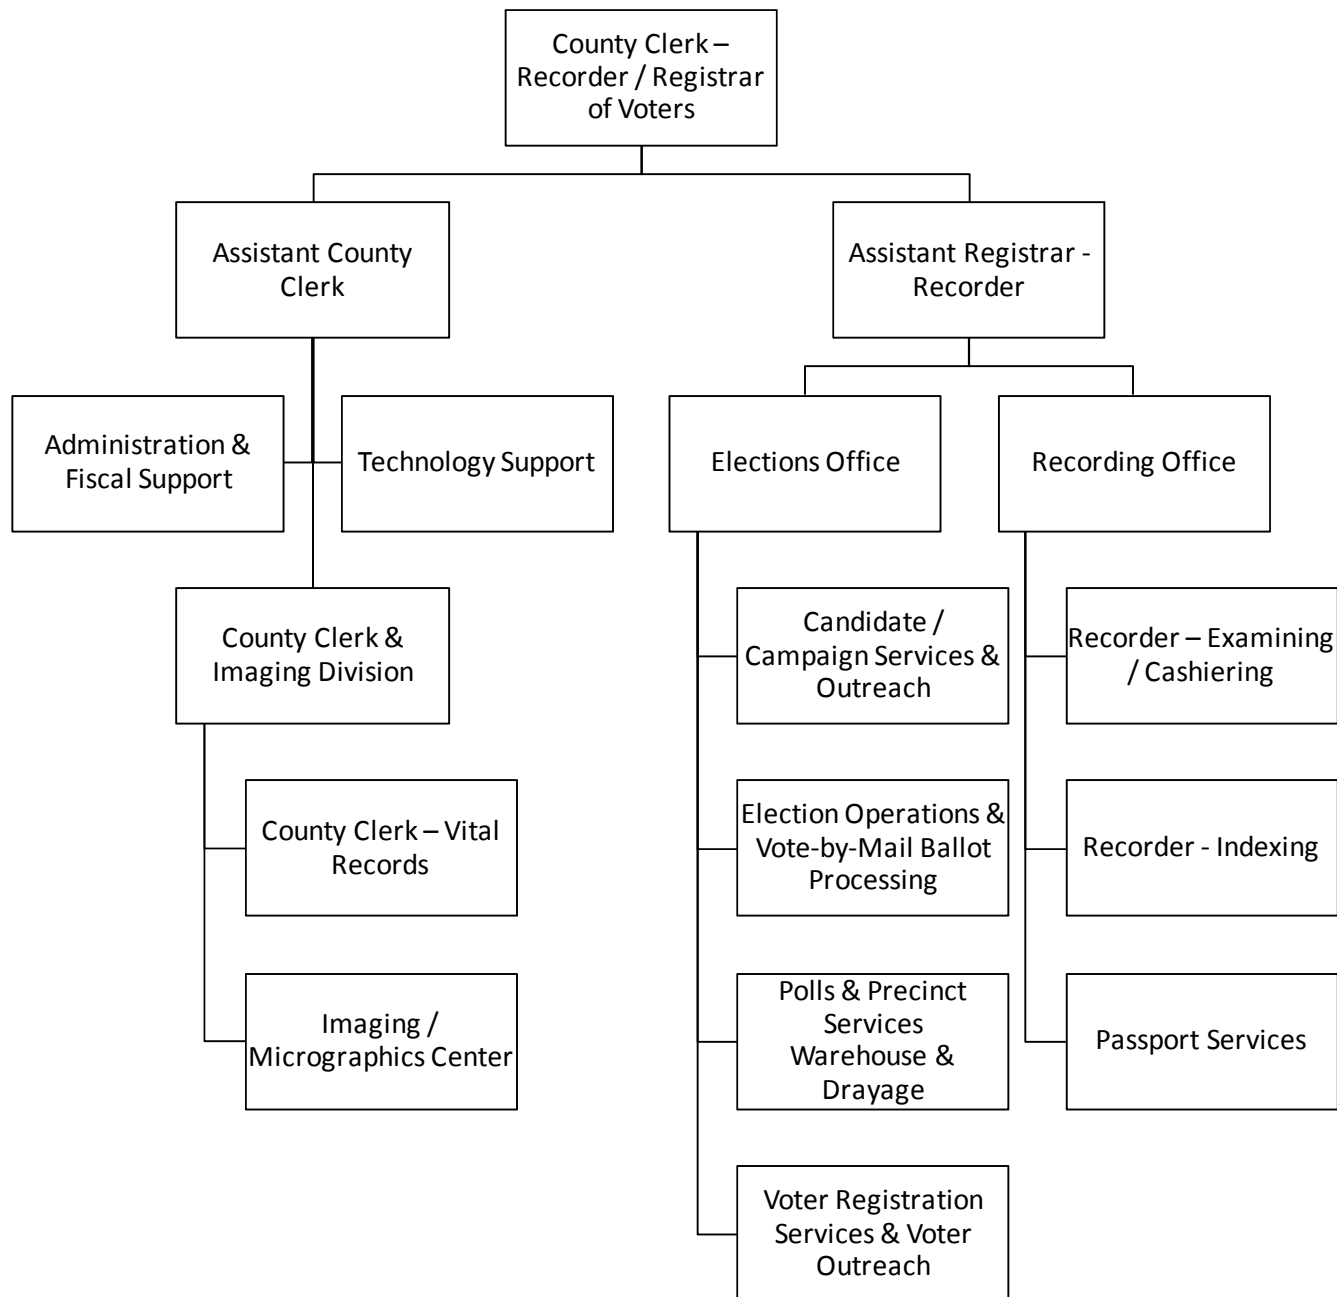 County Clerk –
Recorder / Registrar
of Voters
Assistant County
Clerk
Assistant Registrar -
Recorder
Administration &
Fiscal Support
Technology Support
Elections Office
Recording Office
County Clerk &
Imaging Division
Candidate /
Campaign Services &
Outreach
Recorder – Examining
/ Cashiering
County Clerk – Vital
Records
Election Operations &
Vote-by-Mail Ballot
Processing
Recorder - Indexing
Imaging /
Micrographics Center
Polls & Precinct
Services
Warehouse &
Drayage
Passport Services
Voter Registration
Services & Voter
Outreach